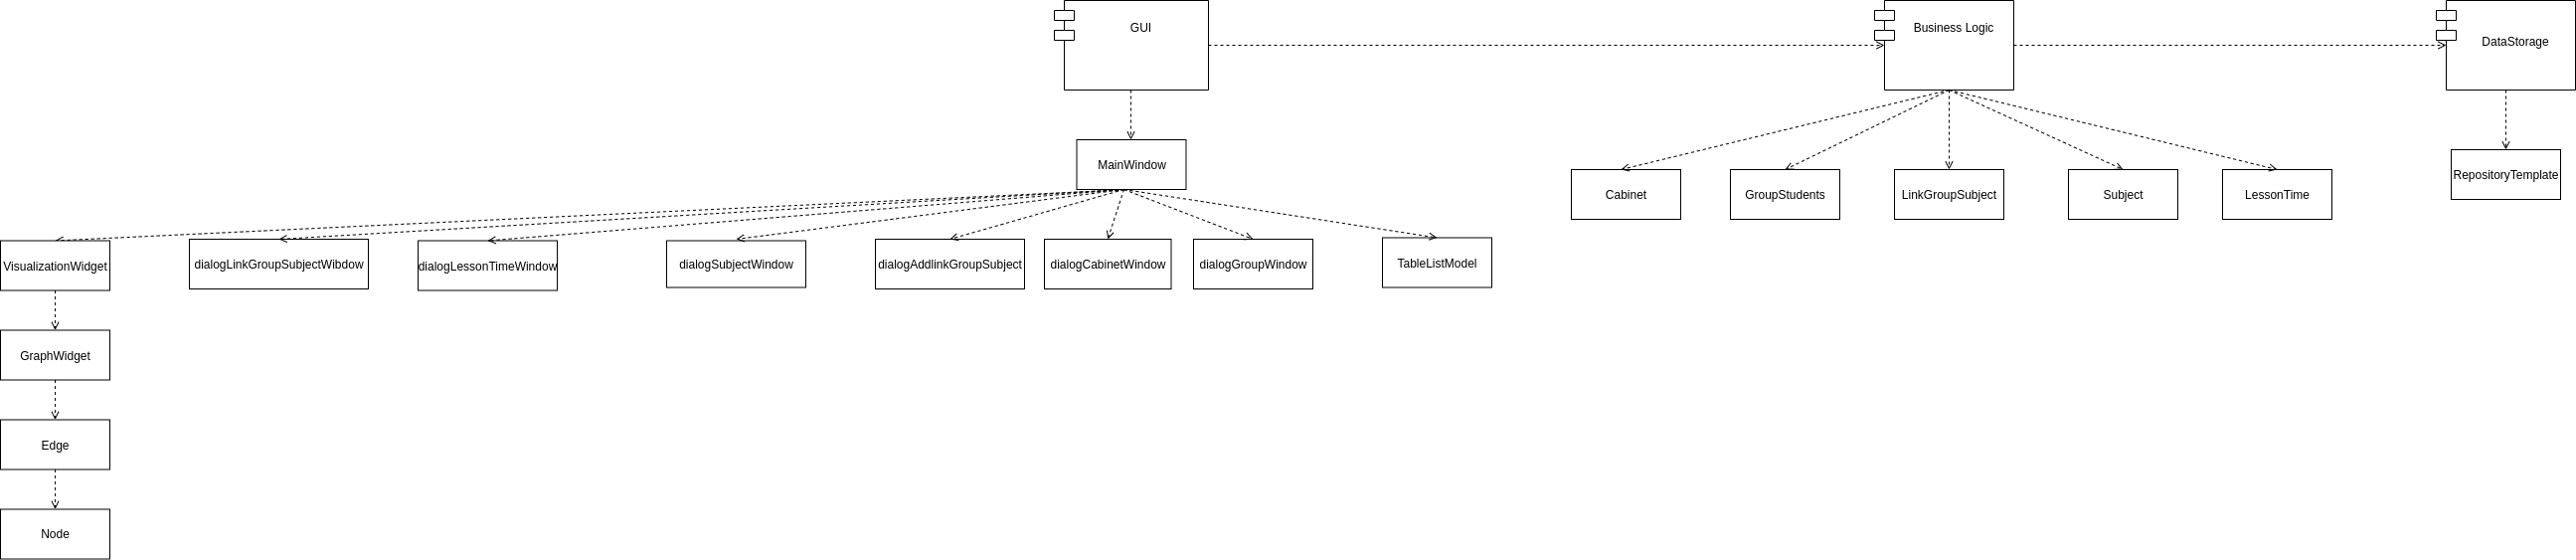 GUI
Business Logic
DataStorage
MainWindow
RepositoryTemplate
Cabinet
GroupStudents
LinkGroupSubject
Subject
LessonTime
VisualizationWidget
dialogLinkGroupSubjectWibdow
dialogLessonTimeWindow
dialogSubjectWindow
dialogAddlinkGroupSubject
dialogCabinetWindow
dialogGroupWindow
TableListModel
GraphWidget
Edge
Node